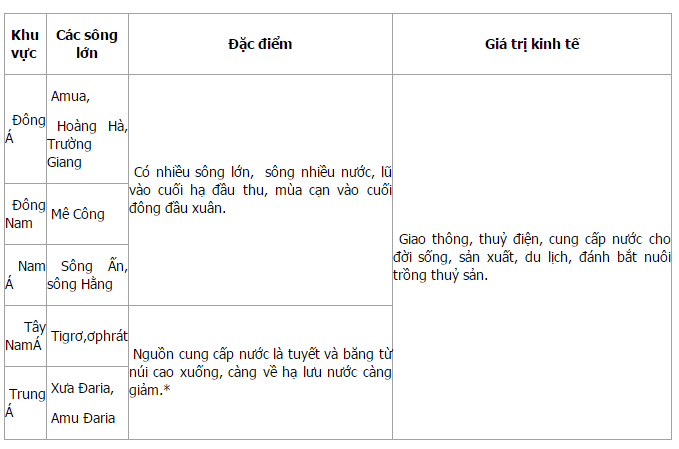 Khu vực
Các sông lớn
Đặc điểm
Giá trị kinh tế
Đông
Á
Amua,
Hoàng Hà,
Trường
Giang
Có nhiều sông lớn, sông nhiều nước, lũ
vào cuối hạ đầu thu, mùa cạn vào cuối
đông đầu xuân.
Giao thông, thuỷ điện, cung cấp nước cho
đời sống, sản xuất, du lịch, đánh bắt nuôi
trồng thuỷ sản.
Đông
Nam
Mê Công
Nam
Á
Sông Ấn,
sông Hằng
Tây
NamÁ
Tigrơ,ơphrát
Nguồn cung cấp nước là tuyết và băng từ
núi cao xuống, càng về hạ lưu nước càng
giảm.*
Trung
Á
Xưa Đaria,
Amu Đaria